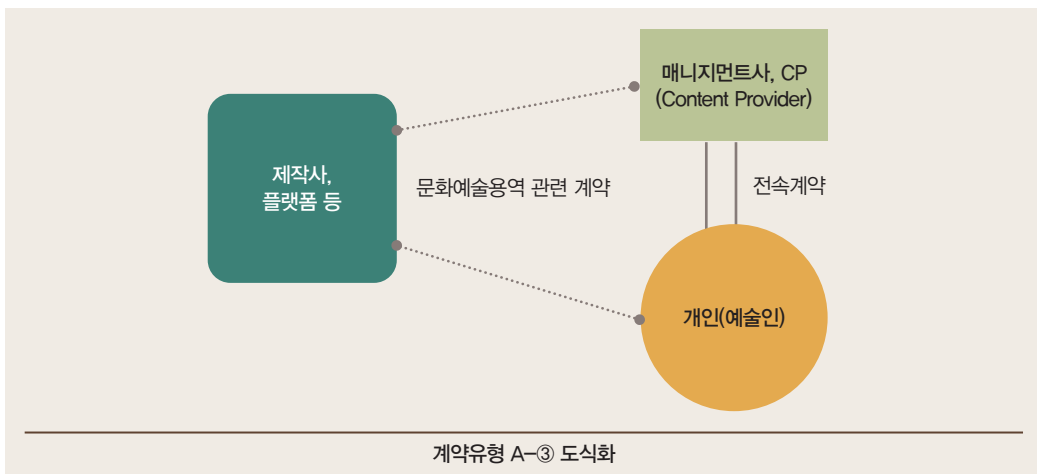 매니지먼트사, CP
(Content Provider)
제작사,
플랫폼 등
문화예술용역 관련 계약
전속계약
개인(예술인)
계약유형 A-③ 도식화